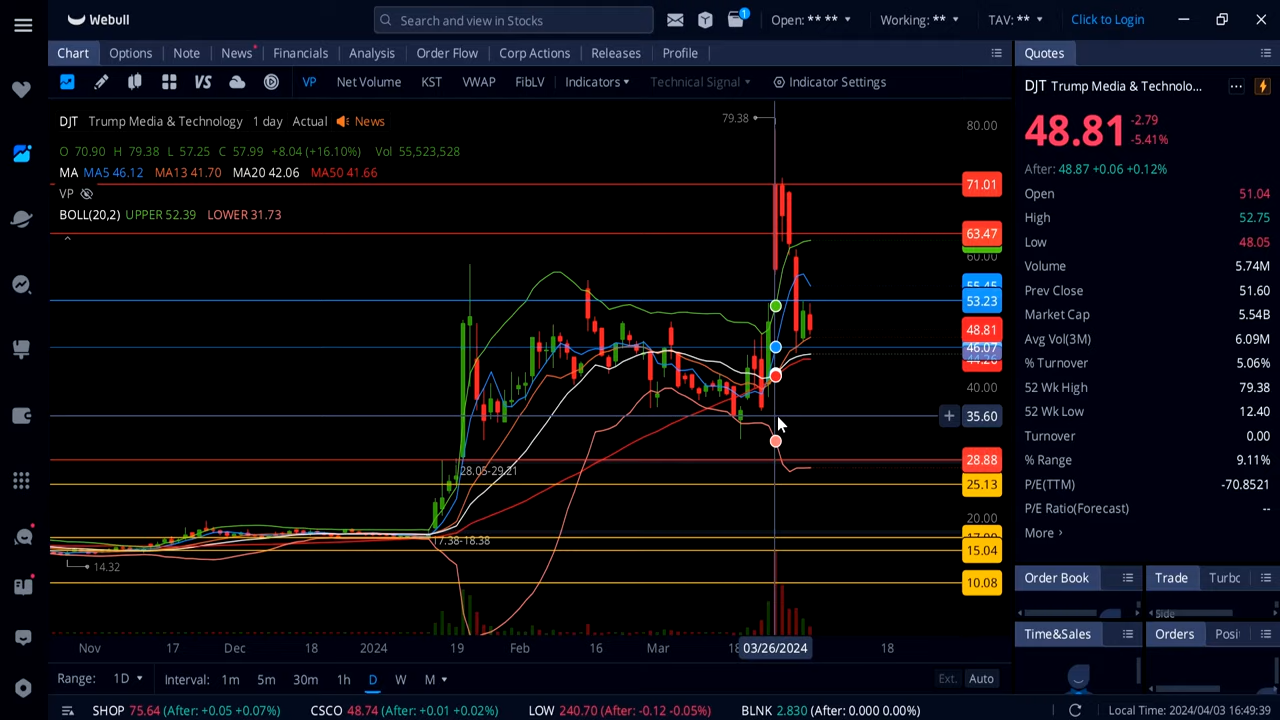 Webull
Search and view in Stocks
1
Open: ** **
Working: **
TAV: **
Click to Login
Chart
Options
Note
News
Financials
Analysis
Order Flow
Corp Actions
Releases
Profile
Quotes
VS
VP
Net Volume
KST
VWAP
FibLV
Indicators
Technical Signal
Indicator Settings
DJT Trump Media & Technology 1 day Actual News
O 70.90 H 79.38 L 57.25 C 57.99 +8.04 (+16.10%) Vol 55,523,528
MA MA5 46.12 MA13 41.70 MA20 42.06 MA50 41.66
VP
BOLL(20,2) UPPER 52.39 LOWER 31.73
79.38
28.05-29.21
17.38-18.38
14.32
80.00
71.01
63.47
60.00
55.45
53.23
48.81
46.07
40.00
35.60
28.88
25.13
20.00
15.04
10.08
Nov 17 Dec 18 2024 19 Feb 16 Mar 18 03/26/2024 18
Range: 1D
Interval: 1m 5m 30m 1h D W M
Ext. Auto
DJT Trump Media & Technolo...
48.81
-2.79
-5.41%
After: 48.87 +0.06 +0.12%
Open 51.04
High 52.75
Low 48.05
Volume 5.74M
Prev Close 51.60
Market Cap 5.54B
Avg Vol(3M) 6.09M
% Turnover 5.06%
52 Wk High 79.38
52 Wk Low 12.40
Turnover 0.00
% Range 9.11%
P/E(TTM) -70.8521
P/E Ratio(Forecast) --
More
Order Book
Trade
Turbo
Side
Time&Sales
Orders
Posi
SHOP 75.64 (After: +0.05 +0.07%)
CSCO 48.74 (After: +0.01 +0.02%)
LOW 240.70 (After: -0.12 -0.05%)
BLNK 2.830 (After: 0.000 0.00%)
Local Time: 2024/04/03 16:49:39